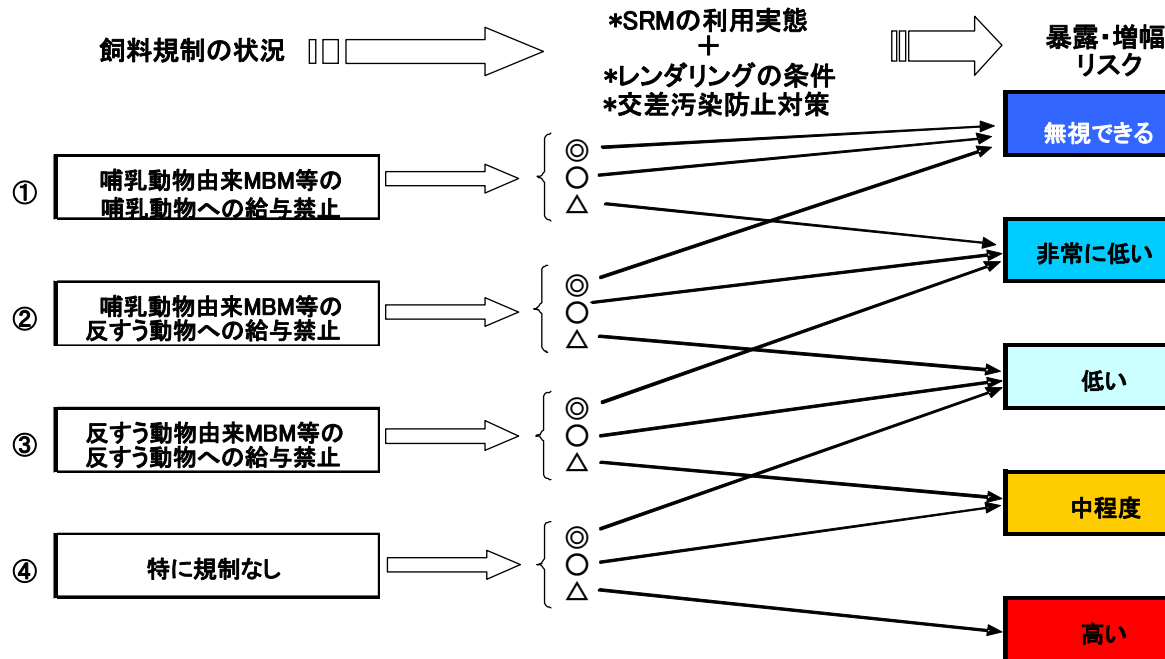 飼料規制の状況
*SRMの利用実態
+
*レンダリングの条件
*交差汚染防止対策
暴露・増幅
リスク
①
哺乳動物由来MBM等の
哺乳動物への給与禁止
◎
○
△
②
哺乳動物由来MBM等の
反すう動物への給与禁止
◎
○
△
③
反すう動物由来MBM等の
反すう動物への給与禁止
◎
○
△
④
特に規制なし
◎
○
△
無視できる
非常に低い
低い
中程度
高い